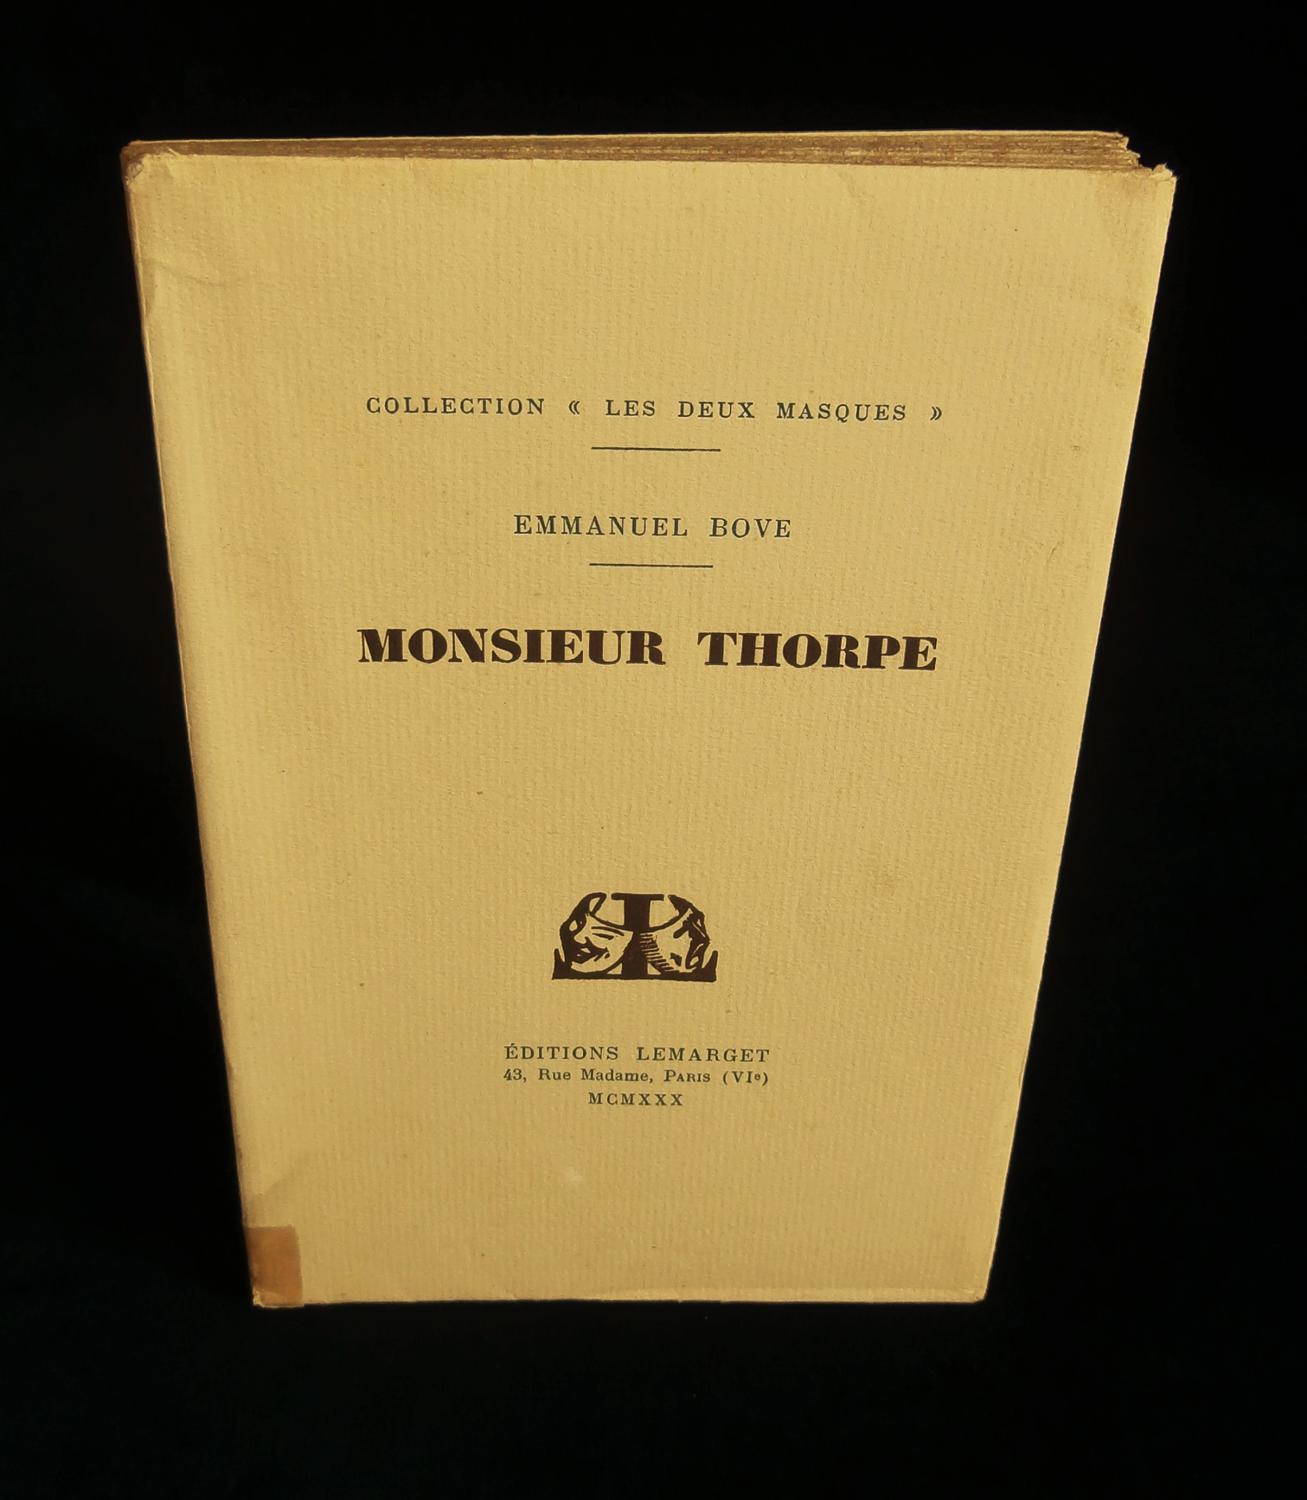 COLLECTION « LES DEUX MASQUES »
EMMANUEL BOVE
MONSIEUR THORPE
ÉDITIONS LEMARGET
43, Rue Madame, PARIS (VIᵉ)
MCMXXX